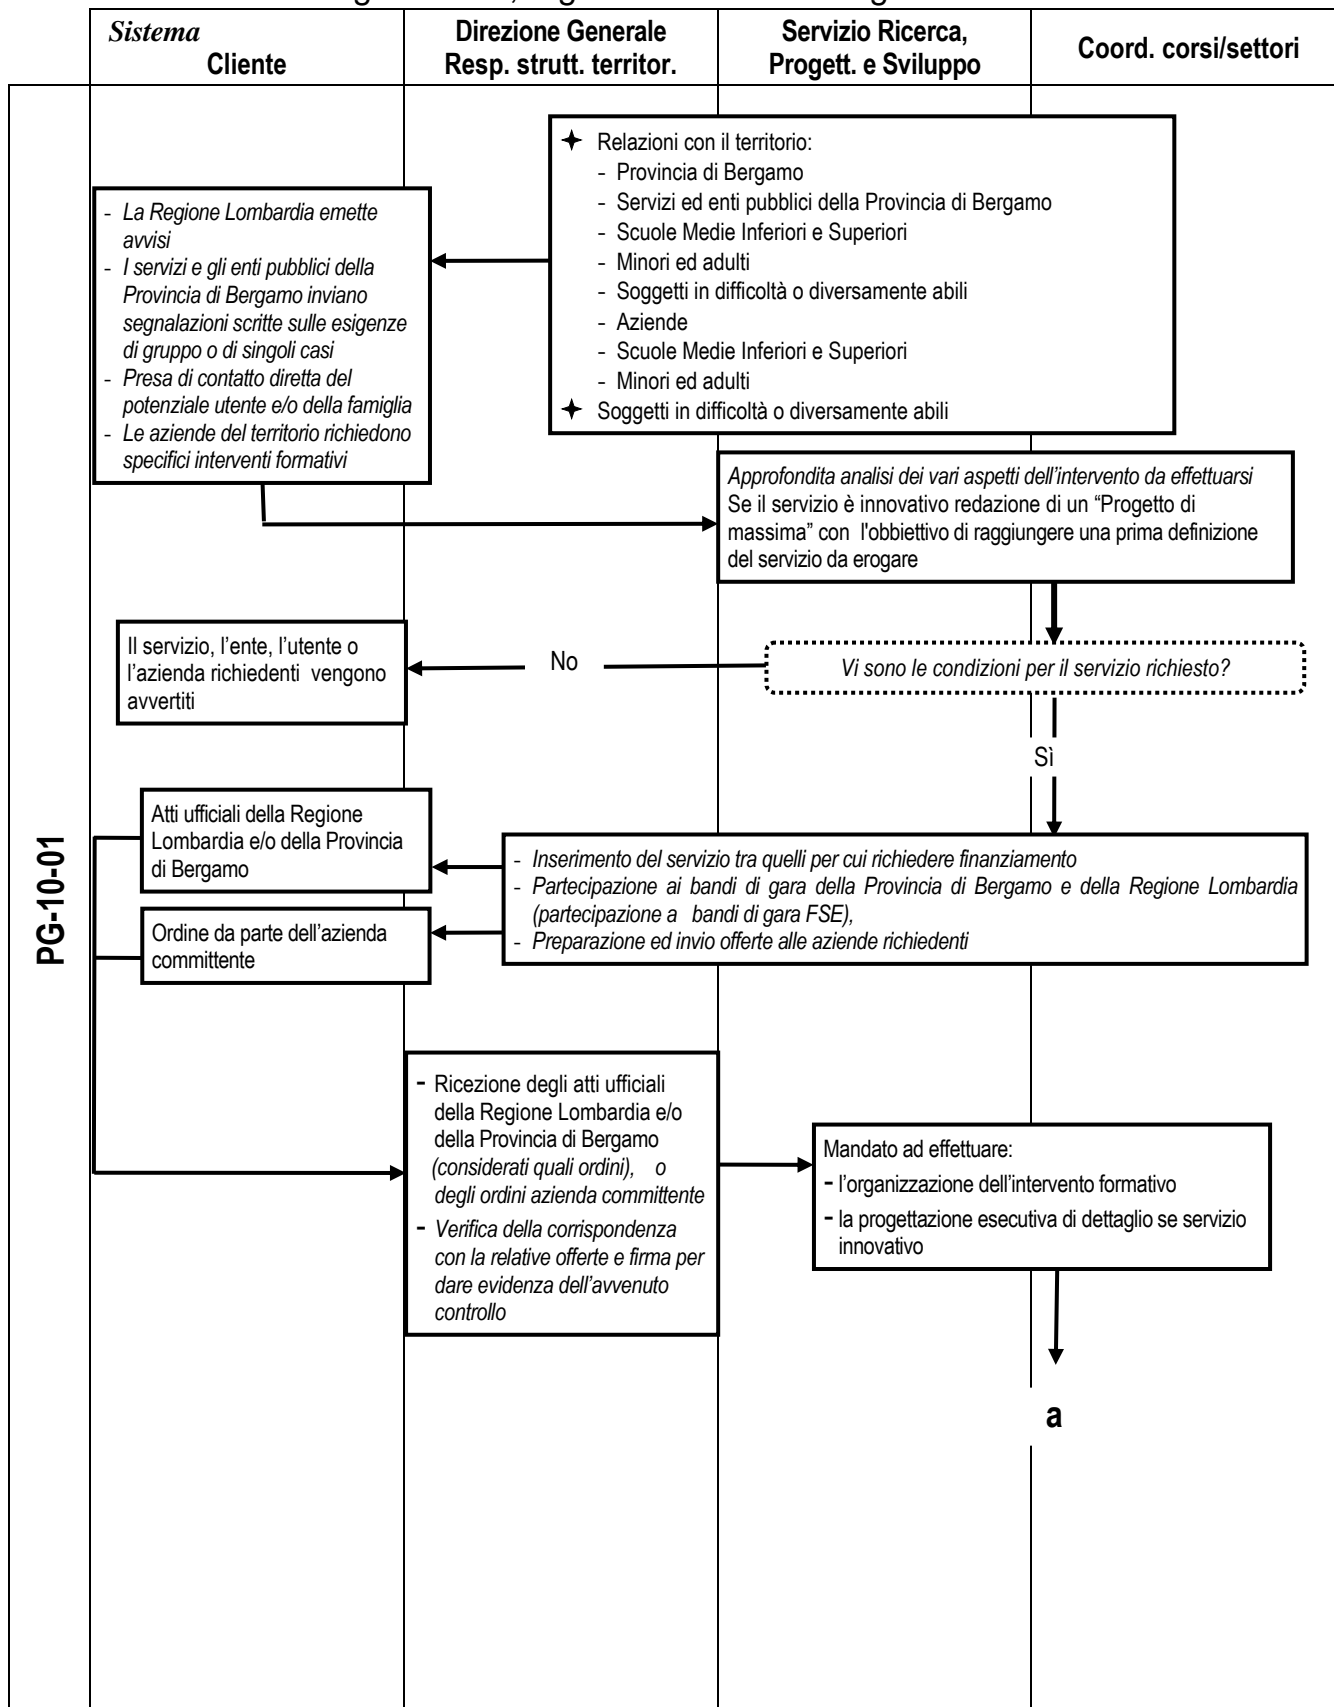 Sistema
Cliente
Direzione Generale
Resp. strutt. territor.
Servizio Ricerca,
Progett. e Sviluppo
Coord. corsi/settori
PG-10-01
Relazioni con il territorio:
- Provincia di Bergamo
- Servizi ed enti pubblici della Provincia di Bergamo
- Scuole Medie Inferiori e Superiori
- Minori ed adulti
- Soggetti in difficoltà o diversamente abili
- Aziende
- Scuole Medie Inferiori e Superiori
- Minori ed adulti
Soggetti in difficoltà o diversamente abili
- La Regione Lombardia emette
avvisi
- I servizi e gli enti pubblici della
Provincia di Bergamo inviano
segnalazioni scritte sulle esigenze
di gruppo o di singoli casi
- Presa di contatto diretta del
potenziale utente e/o della famiglia
- Le aziende del territorio richiedono
specifici interventi formativi
Approfondita analisi dei vari aspetti dell'intervento da effettuarsi
Se il servizio è innovativo redazione di un “Progetto di
massima” con l'obbiettivo di raggiungere una prima definizione
del servizio da erogare
Vi sono le condizioni per il servizio richiesto?
No
Il servizio, l'ente, l'utente o
l'azienda richiedenti vengono
avvertiti
Sì
- Inserimento del servizio tra quelli per cui richiedere finanziamento
- Partecipazione ai bandi di gara della Provincia di Bergamo e della Regione Lombardia
(partecipazione a bandi di gara FSE),
- Preparazione ed invio offerte alle aziende richiedenti
Atti ufficiali della Regione
Lombardia e/o della Provincia
di Bergamo
Ordine da parte dell'azienda
committente
- Ricezione degli atti ufficiali
della Regione Lombardia e/o
della Provincia di Bergamo
(considerati quali ordini), o
degli ordini azienda committente
- Verifica della corrispondenza
con la relative offerte e firma per
dare evidenza dell'avvenuto
controllo
Mandato ad effettuare:
- l'organizzazione dell'intervento formativo
- la progettazione esecutiva di dettaglio se servizio
innovativo
a